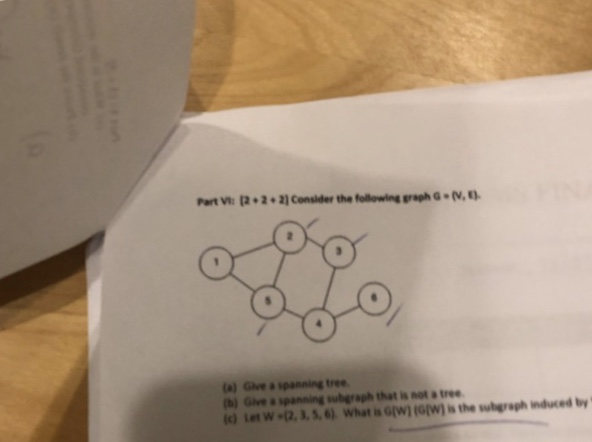 Part VI: [2 + 2 + 2] Consider the following graph G = (V, E).
2
3
1
5
6
4
(a) Give a spanning tree.
(b) Give a spanning subgraph that is not a tree.
(c) Let W = {2, 3, 5, 6}. What is G[W] (G[W] is the subgraph induced by